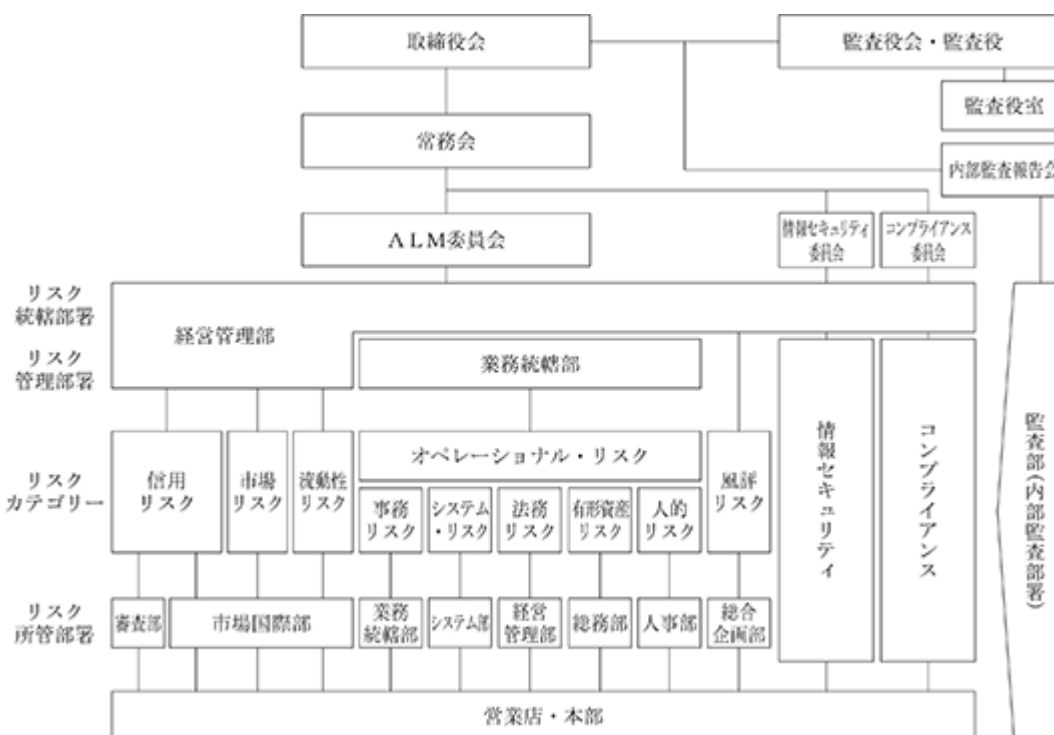 取締役会
監査役会・監査役
監査役室
常務会
内部監査報告会
ＡＬＭ委員会
情報セキュリティ
委員会
コンプライアンス
委員会
リスク
統轄部署
経営管理部
リスク
管理部署
業務統轄部
リスク
カテゴリー
信用
リスク
市場
リスク
流動性
リスク
オペレーショナル・リスク
事務
リスク
システム
・リスク
法務
リスク
有形資産
リスク
人的
リスク
風評
リスク
情報セキュリティ
コンプライアンス
監査部（内部監査部署）
リスク
所管部署
審査部
市場国際部
業務
統轄部
システム部
経営
管理部
総務部
人事部
総合
企画部
営業店・本部